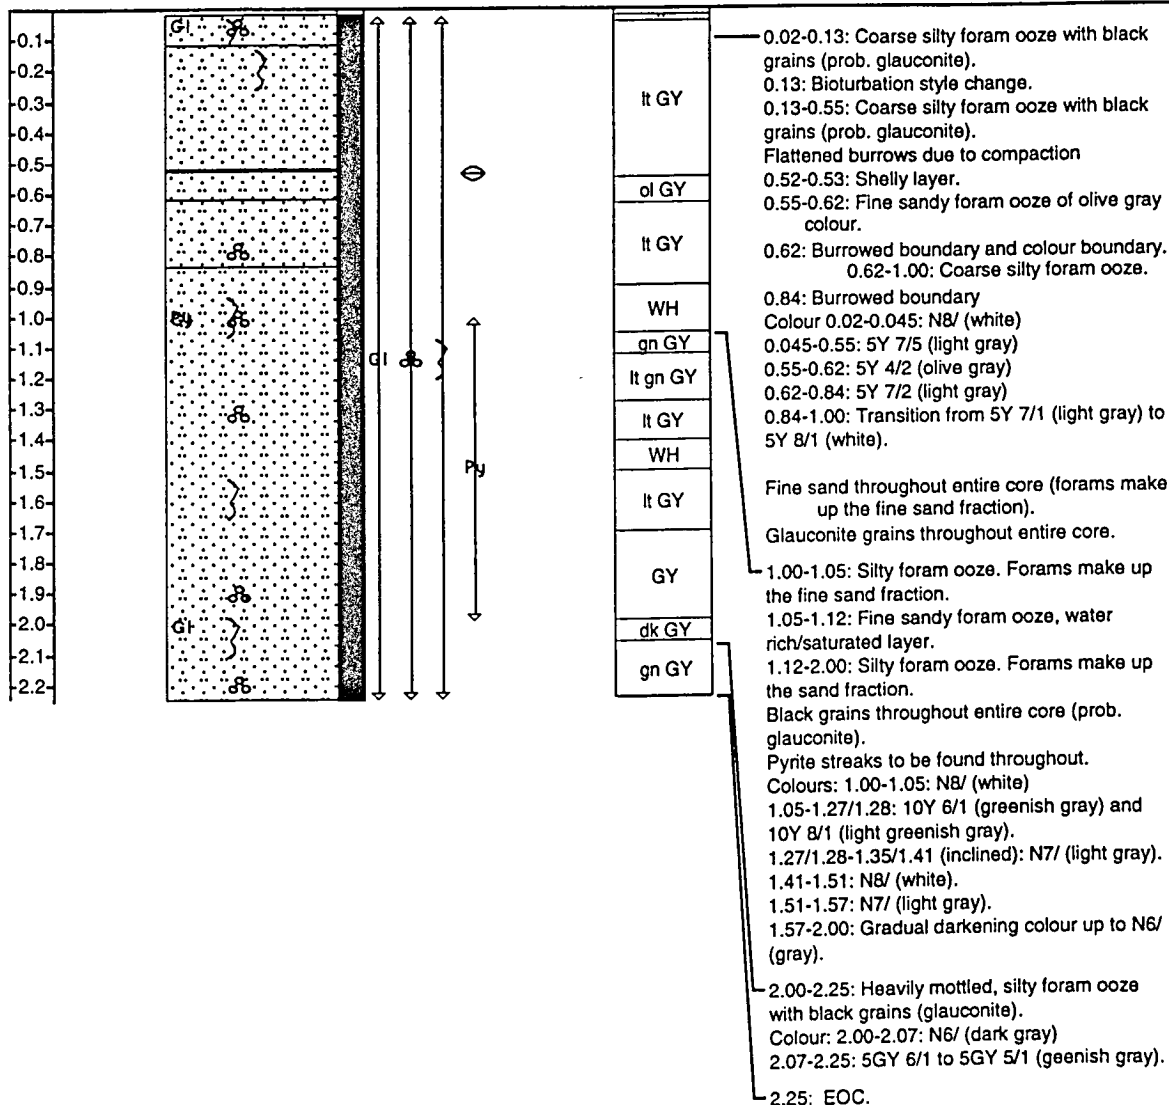 -0.1-
-0.2-
-0.3-
-0.4-
-0.5-
-0.6-
-0.7-
-0.8-
-0.9-
-1.0-
-1.1-
-1.2-
-1.3-
-1.4-
-1.5-
-1.6-
-1.7-
-1.8-
-1.9-
-2.0-
-2.1-
-2.2-
Gl
Py
Gl
Gl
Py
lt GY
ol GY
lt GY
WH
gn GY
lt gn GY
lt GY
WH
lt GY
GY
dk GY
gn GY
0.02-0.13: Coarse silty foram ooze with black
grains (prob. glauconite).
0.13: Bioturbation style change.
0.13-0.55: Coarse silty foram ooze with black
grains (prob. glauconite).
Flattened burrows due to compaction
0.52-0.53: Shelly layer.
0.55-0.62: Fine sandy foram ooze of olive gray
colour.
0.62: Burrowed boundary and colour boundary.
0.62-1.00: Coarse silty foram ooze.
0.84: Burrowed boundary
Colour 0.02-0.045: N8/ (white)
0.045-0.55: 5Y 7/5 (light gray)
0.55-0.62: 5Y 4/2 (olive gray)
0.62-0.84: 5Y 7/2 (light gray)
0.84-1.00: Transition from 5Y 7/1 (light gray) to
5Y 8/1 (white).
Fine sand throughout entire core (forams make
up the fine sand fraction).
Glauconite grains throughout entire core.
1.00-1.05: Silty foram ooze. Forams make up
the fine sand fraction.
1.05-1.12: Fine sandy foram ooze, water
rich/saturated layer.
1.12-2.00: Silty foram ooze. Forams make up
the sand fraction.
Black grains throughout entire core (prob.
glauconite).
Pyrite streaks to be found throughout.
Colours: 1.00-1.05: N8/ (white)
1.05-1.27/1.28: 10Y 6/1 (greenish gray) and
10Y 8/1 (light greenish gray).
1.27/1.28-1.35/1.41 (inclined): N7/ (light gray).
1.41-1.51: N8/ (white).
1.51-1.57: N7/ (light gray).
1.57-2.00: Gradual darkening colour up to N6/
(gray).
2.00-2.25: Heavily mottled, silty foram ooze
with black grains (glauconite).
Colour: 2.00-2.07: N6/ (dark gray)
2.07-2.25: 5GY 6/1 to 5GY 5/1 (geenish gray).
2.25: EOC.